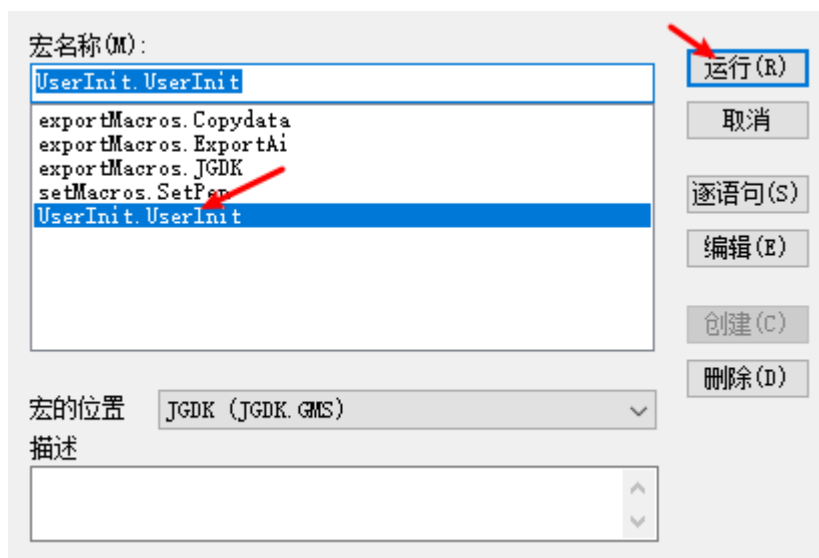 宏名称(M):
UserInit.UserInit
运行(R)
exportMacros.Copydata
exportMacros.ExportAi
exportMacros.JGDK
setMacros.SetPen
UserInit.UserInit
取消
逐语句(S)
编辑(E)
创建(C)
删除(D)
宏的位置 JGDK (JGDK.GMS)
描述